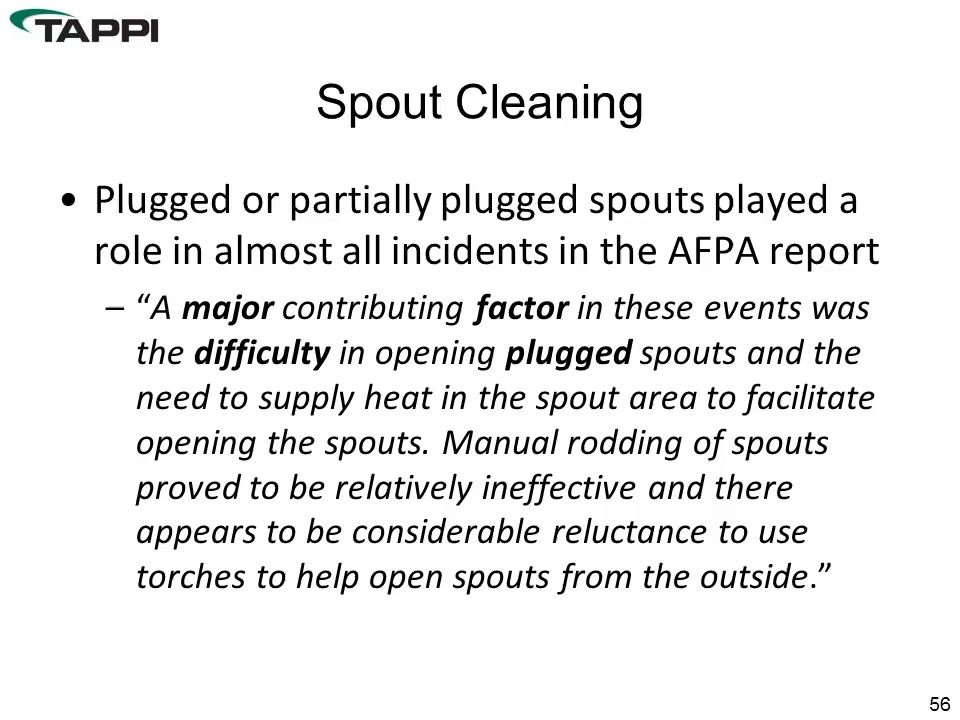 TAPPI
Spout Cleaning
• Plugged or partially plugged spouts played a
role in almost all incidents in the AFPA report
– “A major contributing factor in these events was
the difficulty in opening plugged spouts and the
need to supply heat in the spout area to facilitate
opening the spouts. Manual rodding of spouts
proved to be relatively ineffective and there
appears to be considerable reluctance to use
torches to help open spouts from the outside.”
56